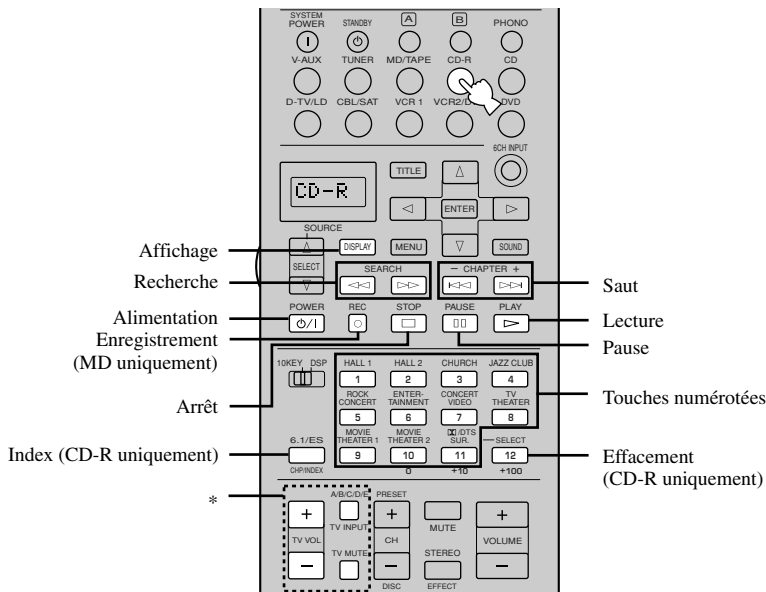 SYSTEM
POWER
STANDBY
A
B
PHONO
V-AUX
TUNER
MD/TAPE
CD-R
CD
D-TV/LD
CBL/SAT
VCR 1
VCR2/D
DVD
6CH INPUT
TITLE
CD-R
ENTER
SOURCE
Affichage
DISPLAY
MENU
SOUND
SELECT
Recherche
SEARCH
− CHAPTER +
Saut
Alimentation
POWER
REC
STOP
PAUSE
PLAY
Lecture
Enregistrement
(MD uniquement)
Pause
10KEY DSP
HALL 1
HALL 2
CHURCH
JAZZ CLUB
1
2
3
4
Arrêt
ROCK
CONCERT
ENTER-
TAINMENT
CONCERT
VIDEO
TV
THEATER
Touches numérotées
5
6
7
8
Index (CD-R uniquement)
6.1/ES
MOVIE
THEATER 1
MOVIE
THEATER 2
/DTS
SUR.
SELECT
9
10
11
12
Effacement
(CD-R uniquement)
CHP/INDEX
0
+10
+100
*
A/B/C/D/E
PRESET
+
+
+
TV INPUT
MUTE
TV VOL
CH
VOLUME
TV MUTE
STEREO
−
−
−
DISC
EFFECT